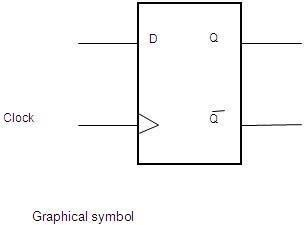 D Q
Clock Q̅
Graphical symbol